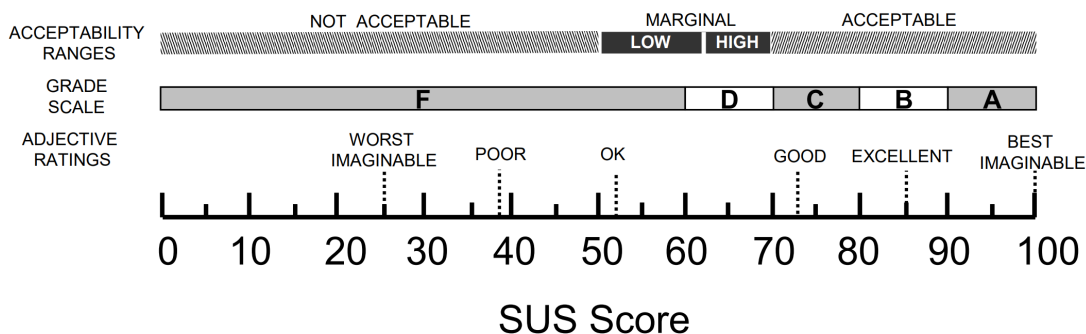 NOT ACCEPTABLE MARGINAL ACCEPTABLE
ACCEPTABILITY
RANGES
LOW HIGH
GRADE
SCALE
F D C B A
ADJECTIVE
RATINGS
WORST
IMAGINABLE
POOR
OK
GOOD
EXCELLENT
BEST
IMAGINABLE
0 10 20 30 40 50 60 70 80 90 100
SUS Score